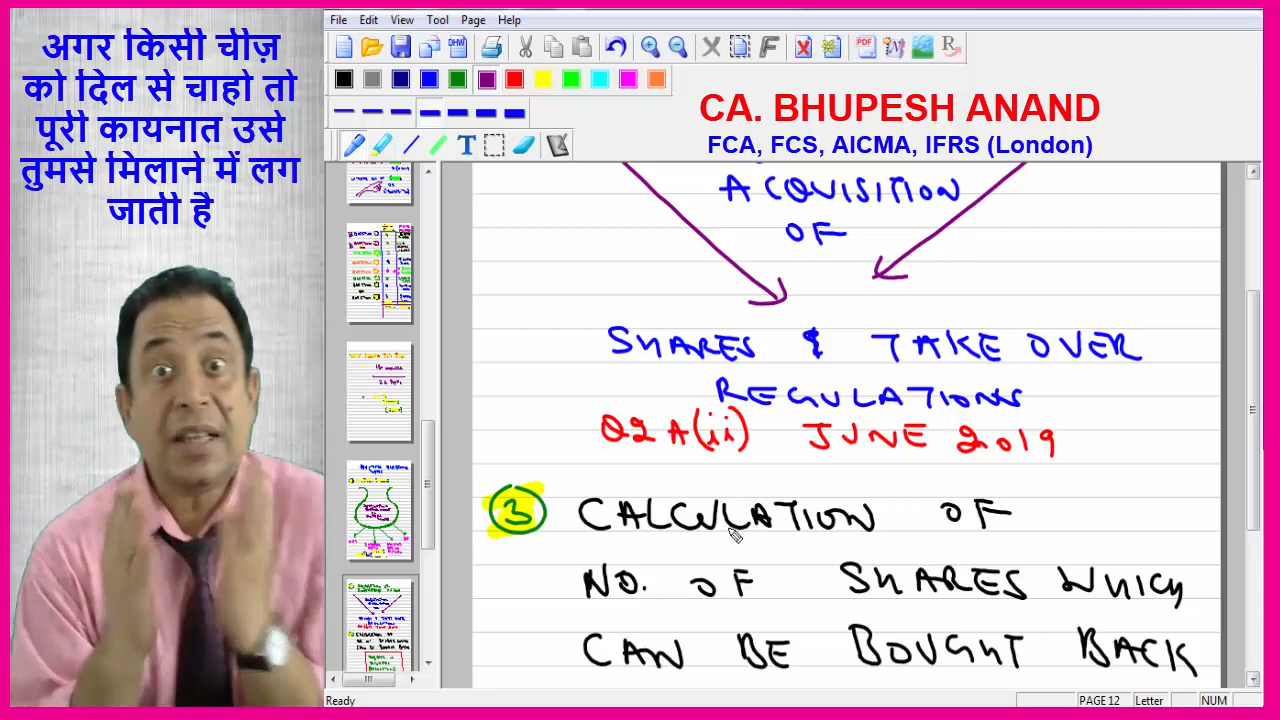 अगर किसी चीज़
को दिल से चाहो तो
पूरी कायनात उसे
तुमसे मिलाने में लग
जाती है
File Edit View Tool Page Help
CA. BHUPESH ANAND
FCA, FCS, AICMA, IFRS (London)
ACQUISITION
OF
SHARES & TAKE OVER
REGULATIONS
Q2A(ii) JUNE 2019
3 CALCULATION OF
NO. OF SHARES WHICH
CAN BE BOUGHT BACK
Ready
PAGE 12 Letter NUM